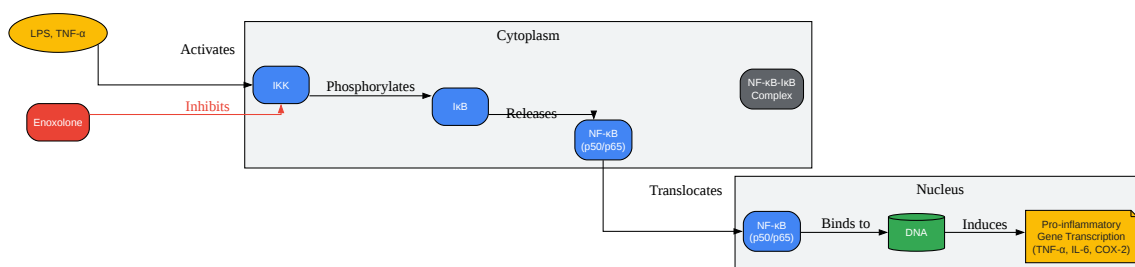 LPS, TNF-α
Cytoplasm
Activates
IKK
Phosphorylates
IκB
NF-κB-IκB
Complex
Enoxolone
Inhibits
Releases
NF-κB
(p50/p65)
Translocates
Nucleus
NF-κB
(p50/p65)
Binds to
DNA
Induces
Pro-inflammatory
Gene Transcription
(TNF-α, IL-6, COX-2)